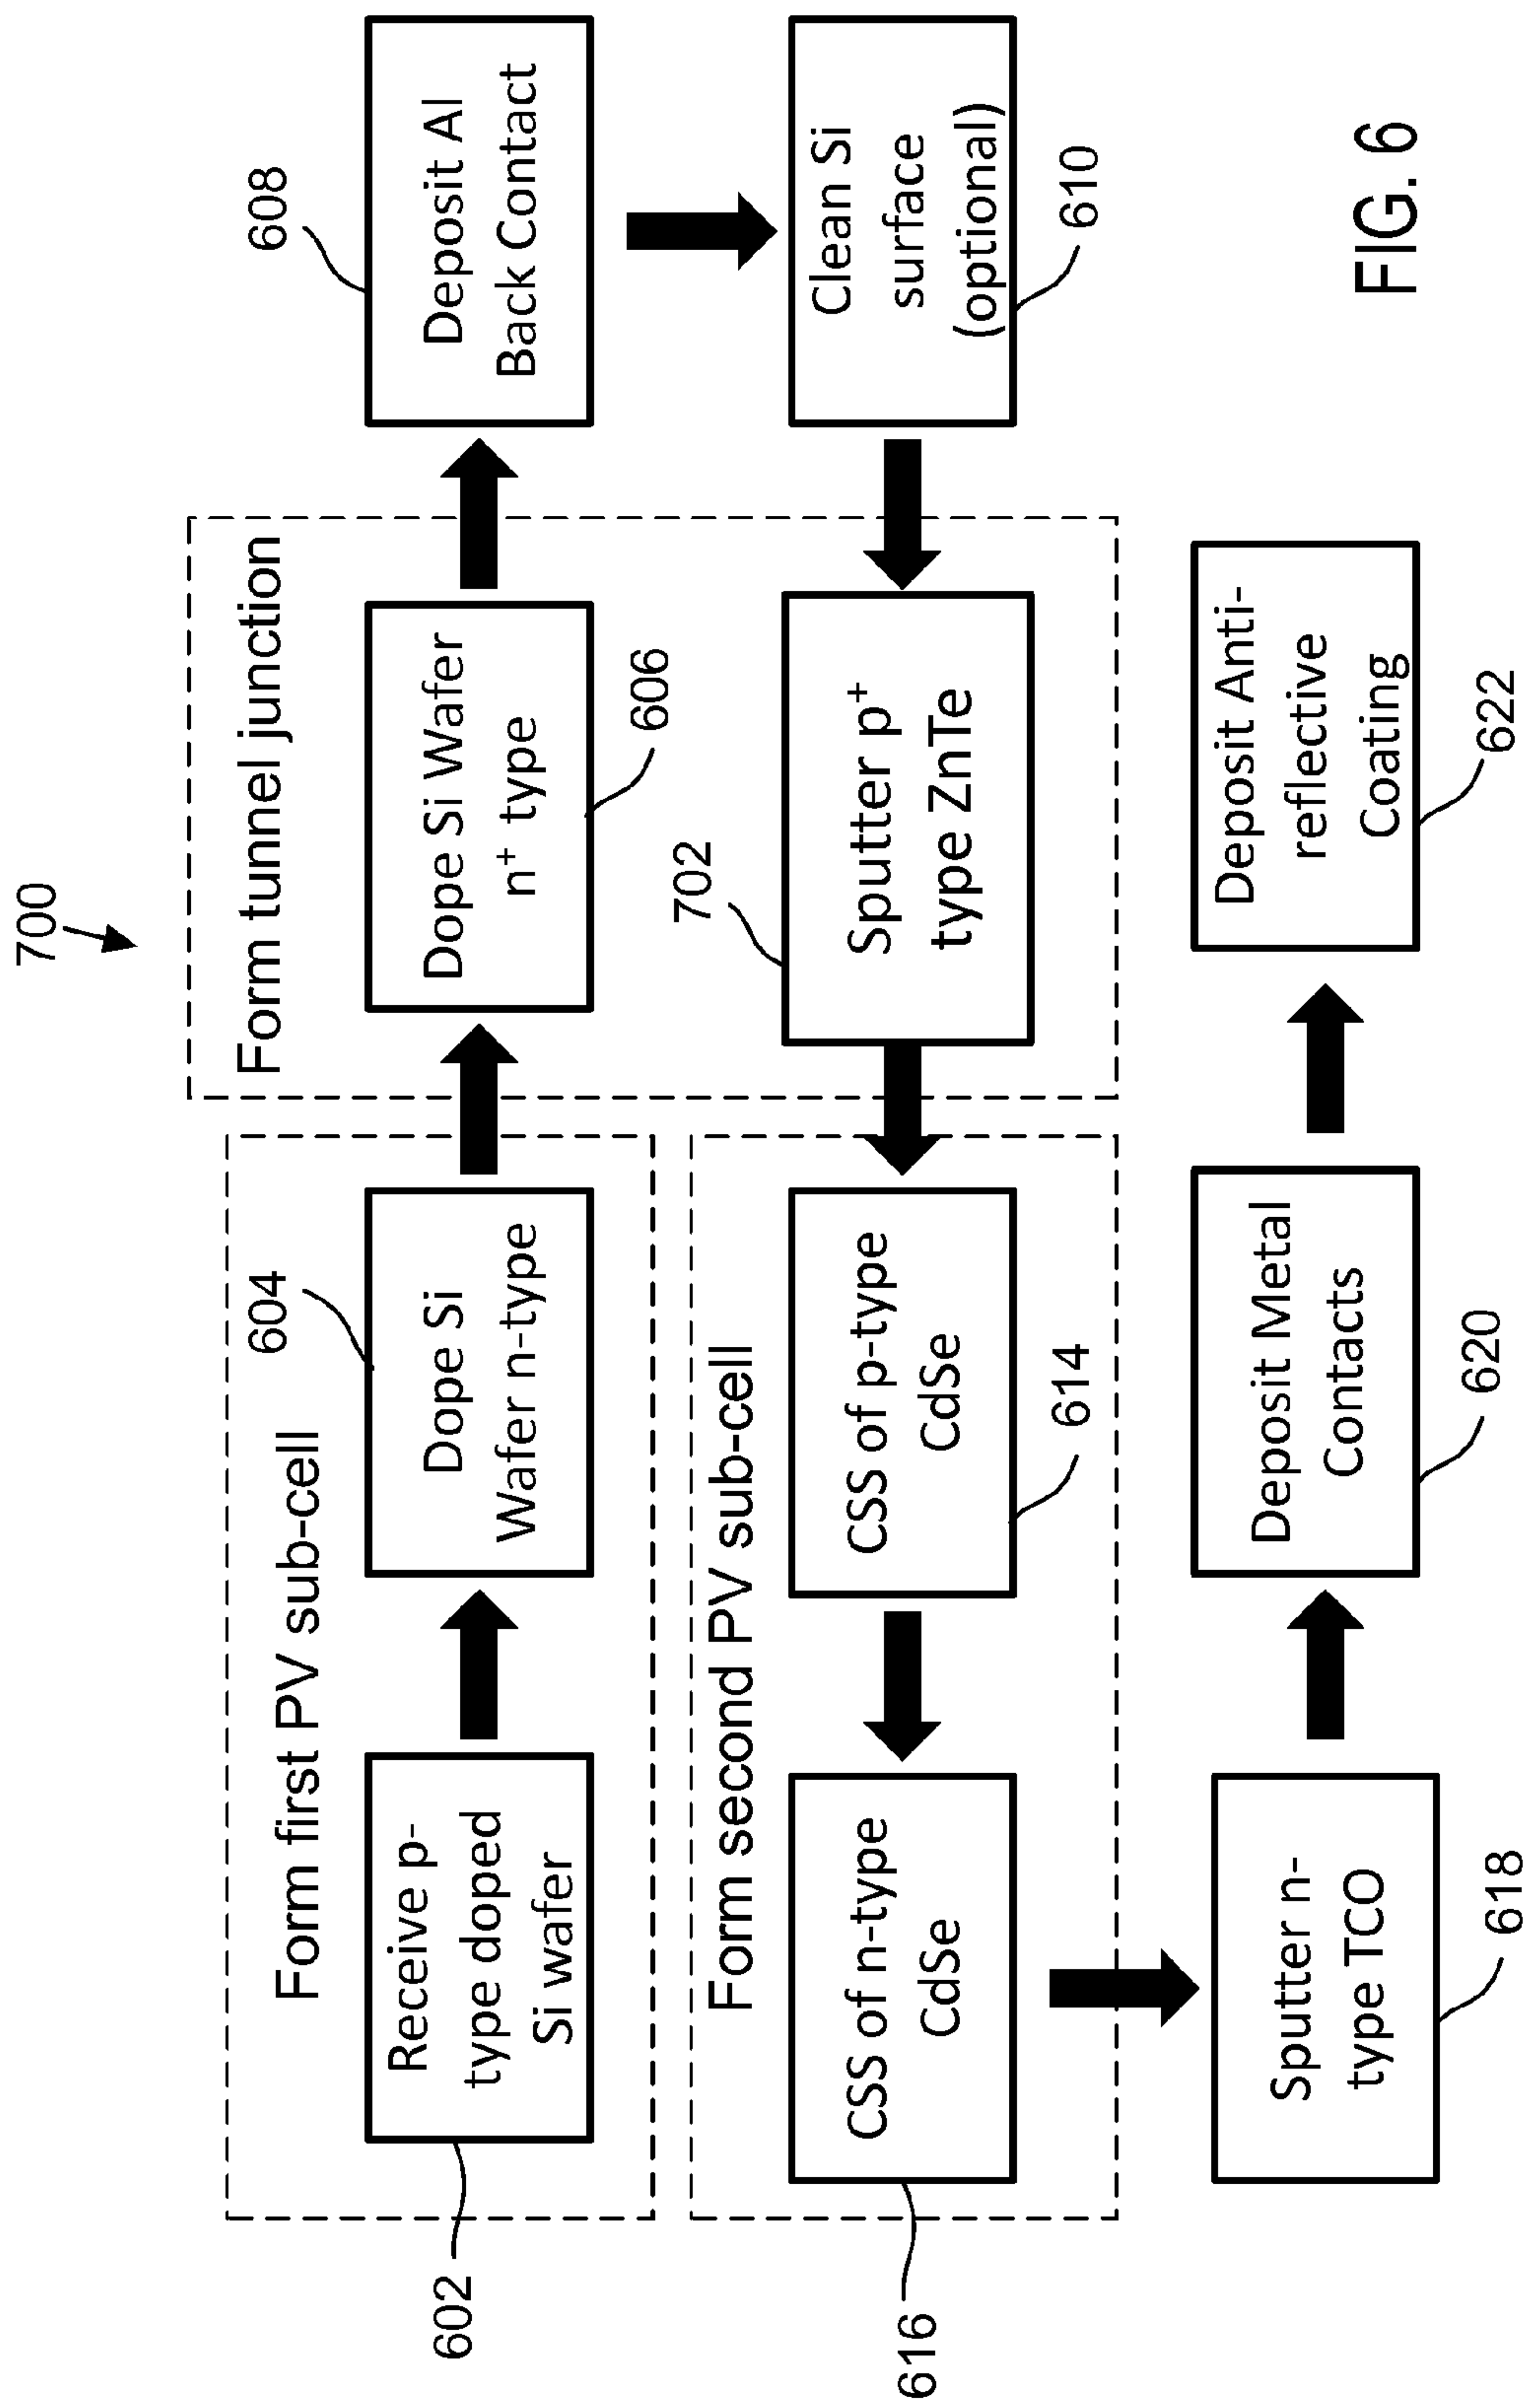 700
Form first PV sub-cell
Form tunnel junction
602
Receive p-
type doped
Si wafer
604
Dope Si
Wafer n-type
Dope Si Wafer
n⁺ type
606
608
Deposit Al
Back Contact
Form second PV sub-cell
616
CSS of n-type
CdSe
CSS of p-type
CdSe
614
702
Sputter p⁺
type ZnTe
Clean Si
surface
(optional)
610
Sputter n-
type TCO
618
Deposit Metal
Contacts
620
Deposit Anti-
reflective
Coating
622
FIG. 6